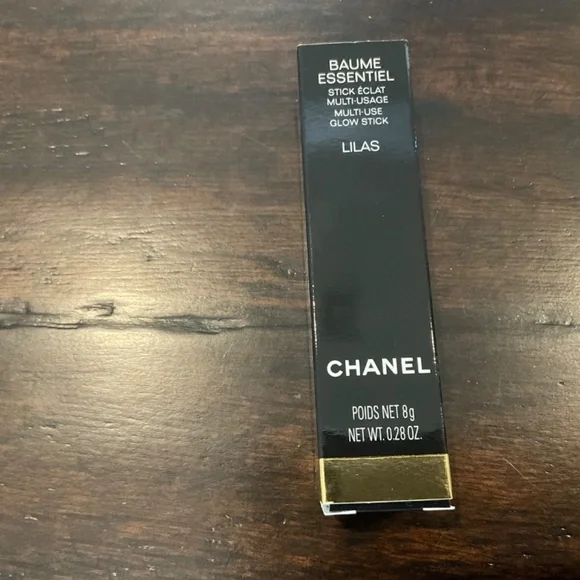 BAUME
ESSENTIEL
STICK ÉCLAT
MULTI-USAGE
MULTI-USE
GLOW STICK
LILAS
CHANEL
POIDS NET 8g
NET WT. 0.28 OZ.